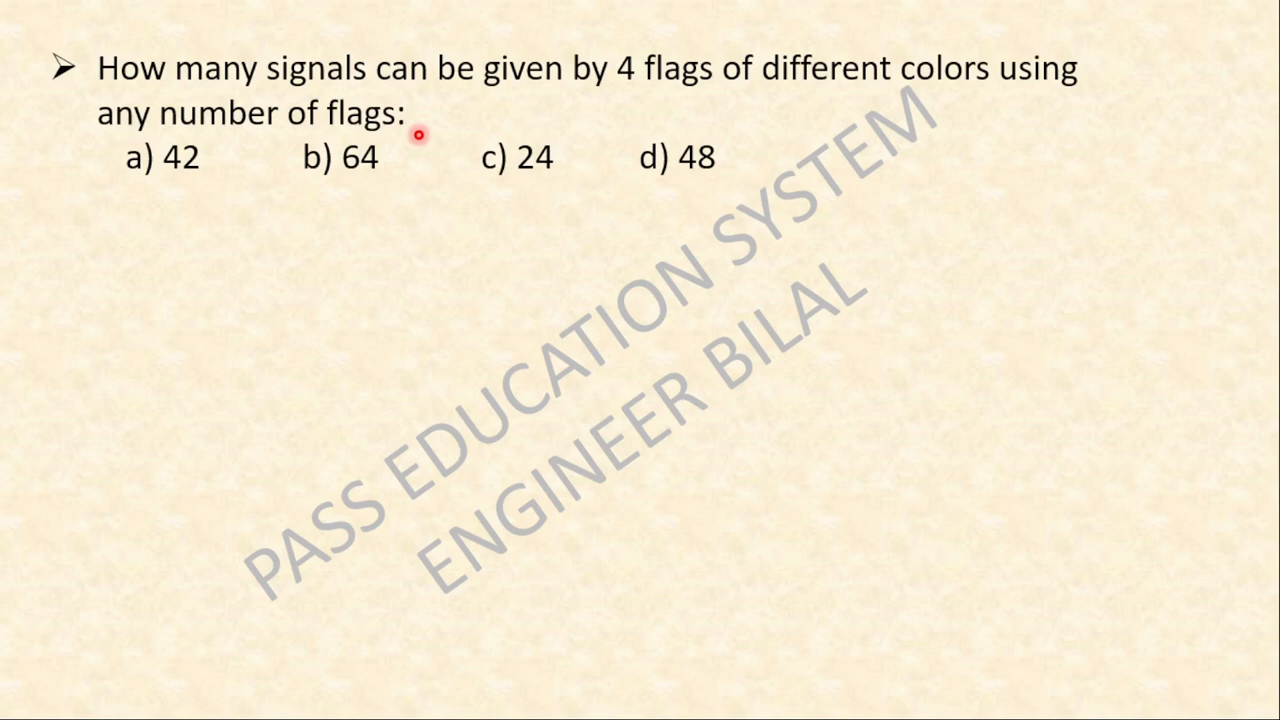 ➢ How many signals can be given by 4 flags of different colors using
any number of flags:
a) 42 b) 64 c) 24 d) 48
PASS EDUCATION SYSTEM
ENGINEER BILAL